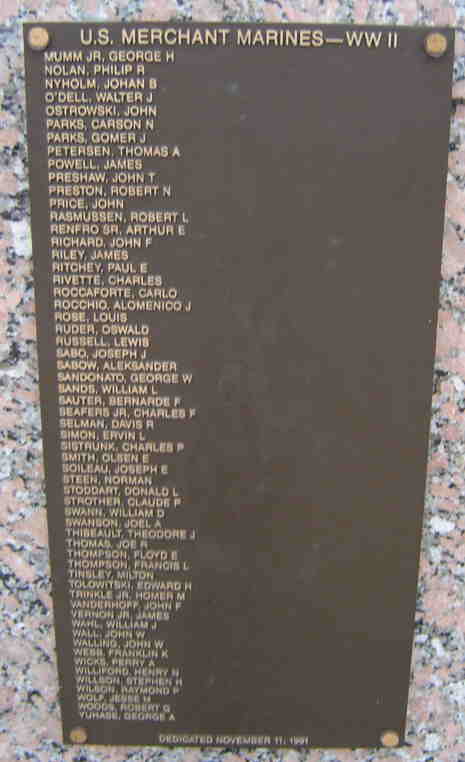 U.S. MERCHANT MARINES—WW II
MUMM JR, GEORGE H
NOLAN, PHILIP R
NYHOLM, JOHAN B
O'DELL, WALTER J
OSTROWSKI, JOHN
PARKS, CARSON N
PARKS, GOMER J
PETERSEN, THOMAS A
POWELL, JAMES
PRESHAW, JOHN T
PRESTON, ROBERT N
PRICE, JOHN
RASMUSSEN, ROBERT L
RENFRO SR, ARTHUR E
RICHARD, JOHN F
RILEY, JAMES
RITCHEY, PAUL E
RIVETTE, CHARLES
ROCCAFORTE, CARLO
ROCCHIO, ALOMENICO J
ROSE, LOUIS
RUDER, OSWALD
RUSSELL, LEWIS
SABO, JOSEPH J
SABOW, ALEKSANDER
SANDONATO, GEORGE W
SANDS, WILLIAM L
SAUTER, BERNARDE F
SEAFERS JR, CHARLES F
SELMAN, DAVIS R
SIMON, ERVIN L
SISTRUNK, CHARLES P
SMITH, OLSEN E
SOILEAU, JOSEPH E
STEEN, NORMAN
STODDART, DONALD L
STROTHER, CLAUDE P
SWANN, WILLIAM D
SWANSON, JOEL A
THIBEAULT, THEODORE J
THOMAS, JOE R
THOMPSON, FLOYD E
THOMPSON, FRANCIS L
TINSLEY, MILTON
TOLOWITSKI, EDWARD H
TRINKLE JR, HOMER M
VANDERHOFF, JOHN F
VERNON JR, JAMES
WAHL, WILLIAM J
WALL, JOHN W
WALLING, JOHN W
WEBB, FRANKLIN K
WICKS, PERRY A
WILLIFORD, HENRY N
WILLSON, STEPHEN H
WILSON, RAYMOND P
WOLF, JESSE M
WOODS, ROBERT G
YUHASE, GEORGE A
DEDICATED NOVEMBER 11, 1991